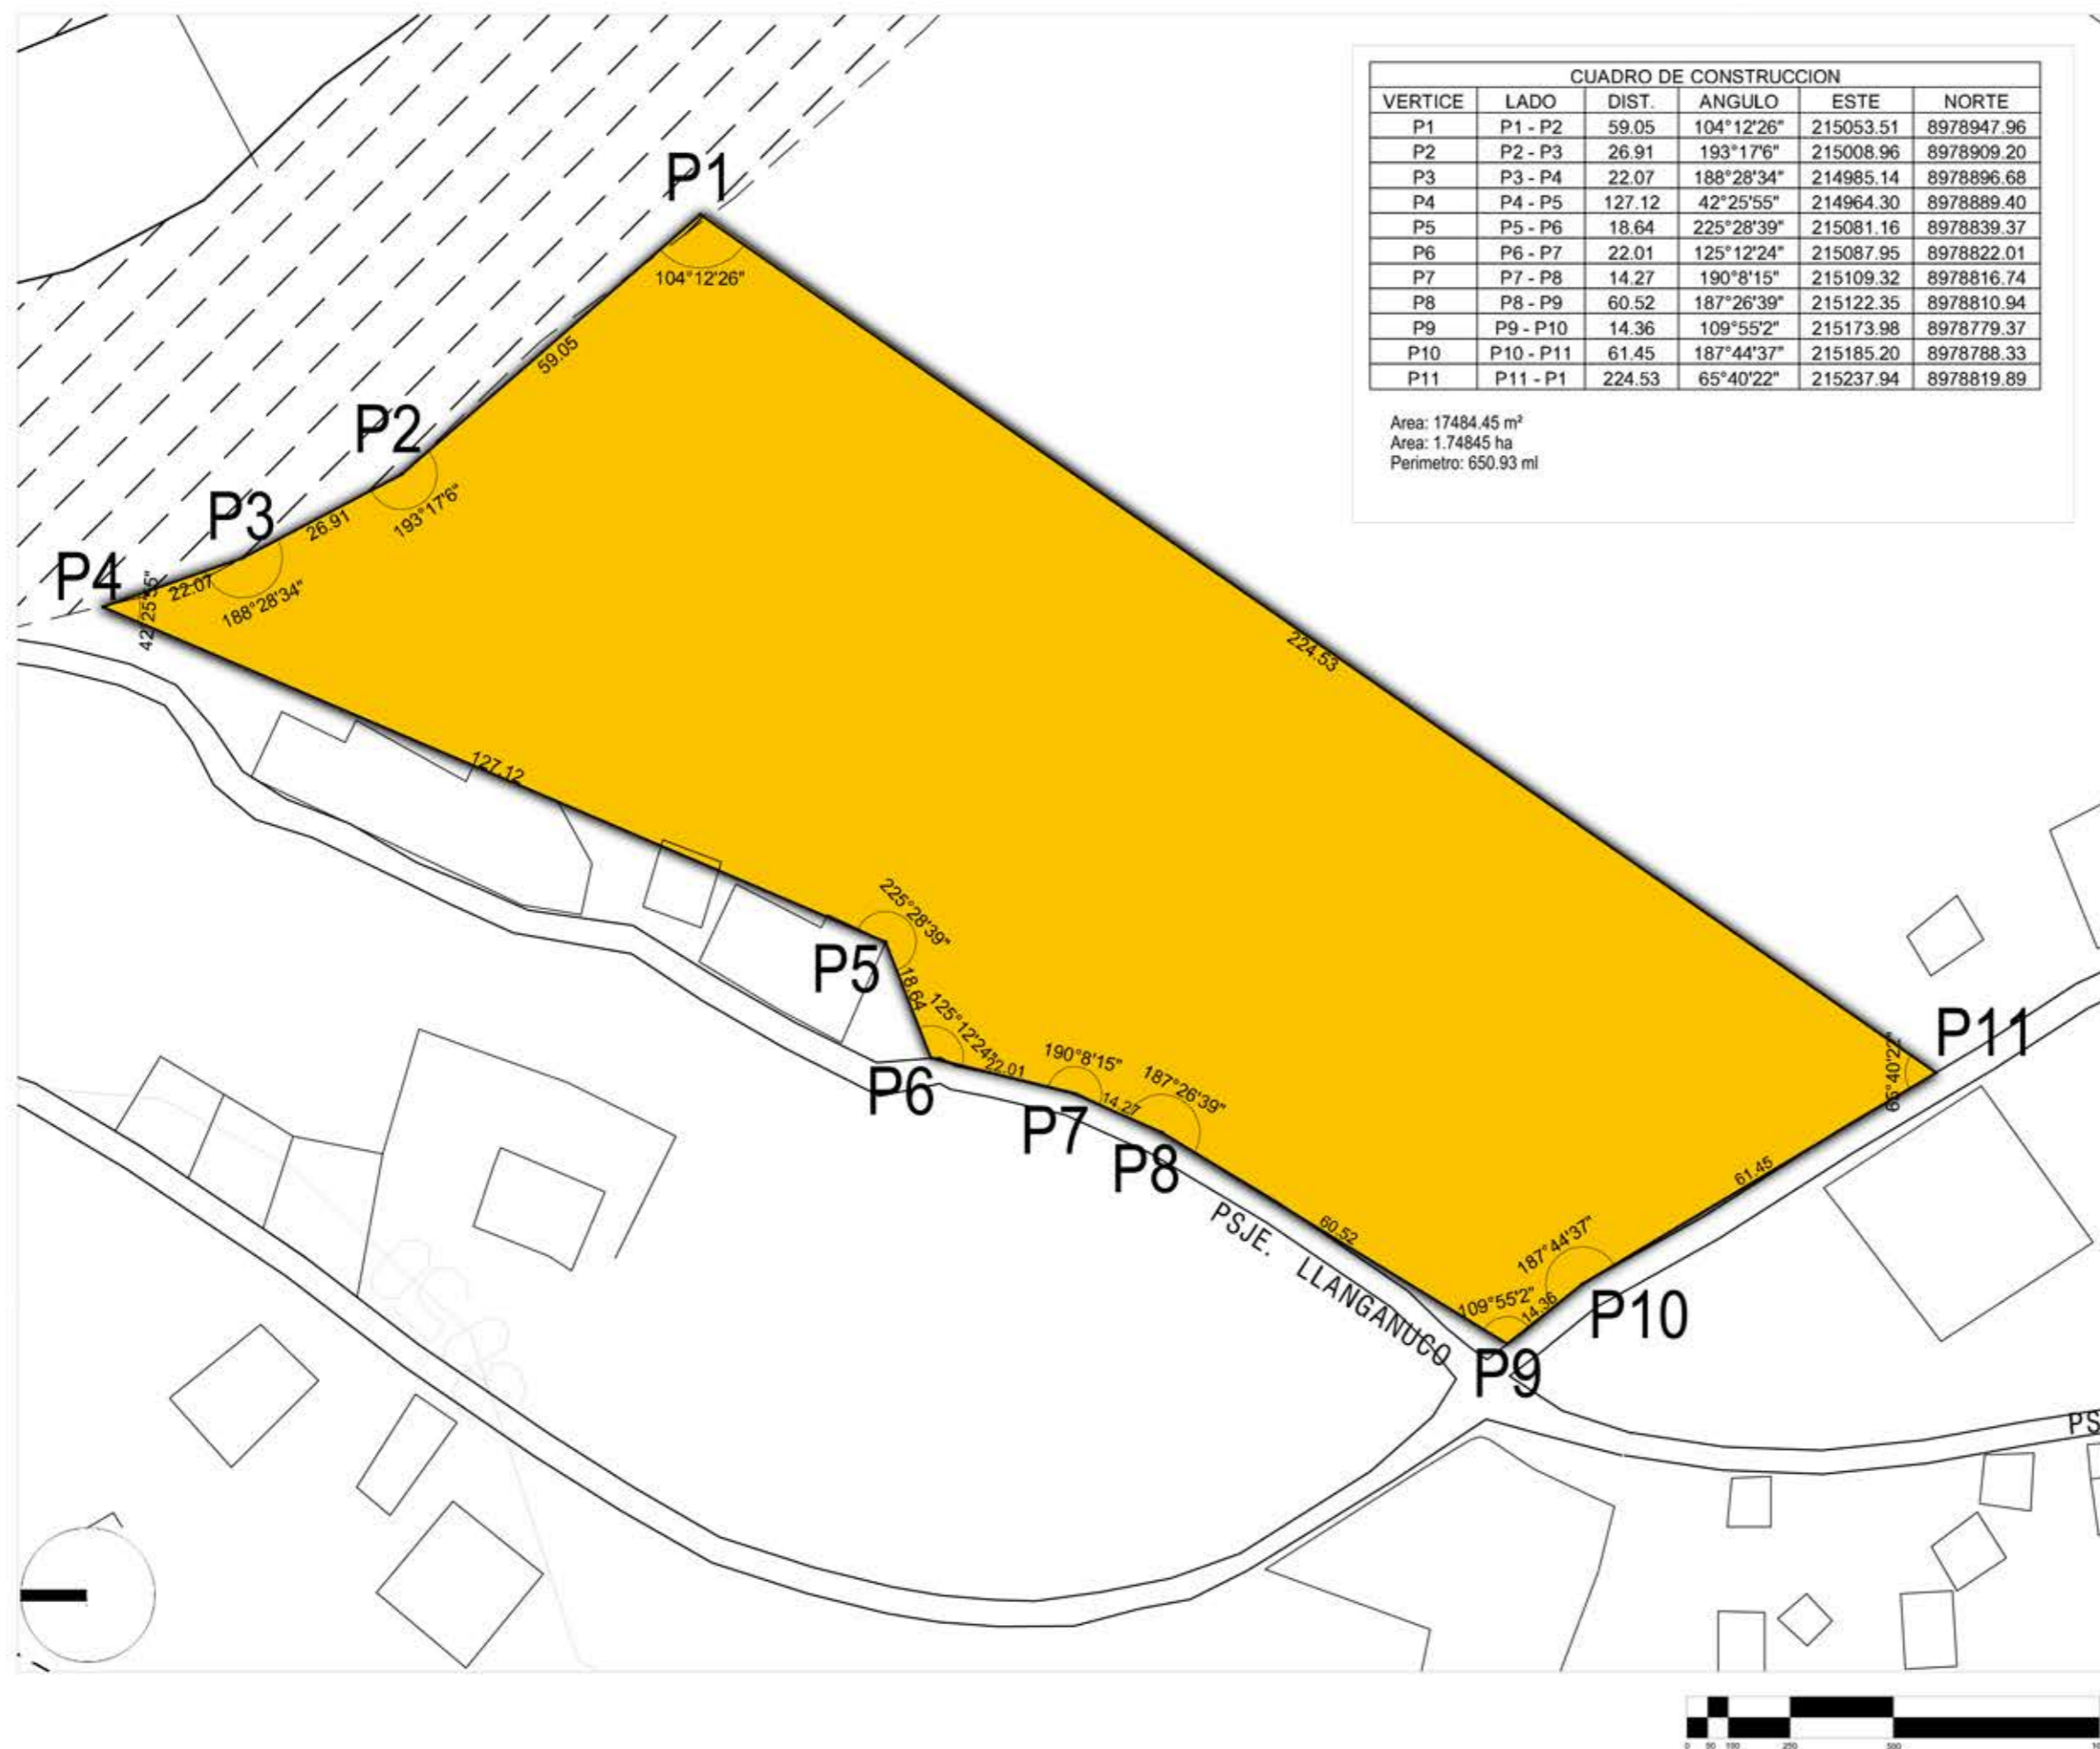 CUADRO DE CONSTRUCCION
VERTICE LADO DIST. ANGULO ESTE NORTE
P1 P1 - P2 59.05 104°12'26" 215053.51 8978947.96
P2 P2 - P3 26.91 193°17'6" 215008.96 8978909.20
P3 P3 - P4 22.07 188°28'34" 214985.14 8978896.68
P4 P4 - P5 127.12 42°25'55" 214964.30 8978889.40
P5 P5 - P6 18.64 225°28'39" 215081.16 8978839.37
P6 P6 - P7 22.01 125°12'24" 215087.95 8978822.01
P7 P7 - P8 14.27 190°8'15" 215109.32 8978816.74
P8 P8 - P9 60.52 187°26'39" 215122.35 8978810.94
P9 P9 - P10 14.36 109°55'2" 215173.98 8978779.37
P10 P10 - P11 61.45 187°44'37" 215185.20 8978788.33
P11 P11 - P1 224.53 65°40'22" 215237.94 8978819.89
Area: 17484.45 m²
Area: 1.74845 ha
Perimetro: 650.93 ml
P1
104°12'26"
59.05
P2
193°17'6"
26.91
P3
188°28'34"
22.07
P4
42°25'55"
224.53
127.12
225°28'39"
P5
18.64
125°12'24"
P6
22.01
190°8'15"
P7
14.27
187°26'39"
P8
60.52
PSJE. LLANGANUCO
109°55'2"
P9
14.36
187°44'37"
P10
61.45
65°40'22"
P11
PS
0 50 100 250 500